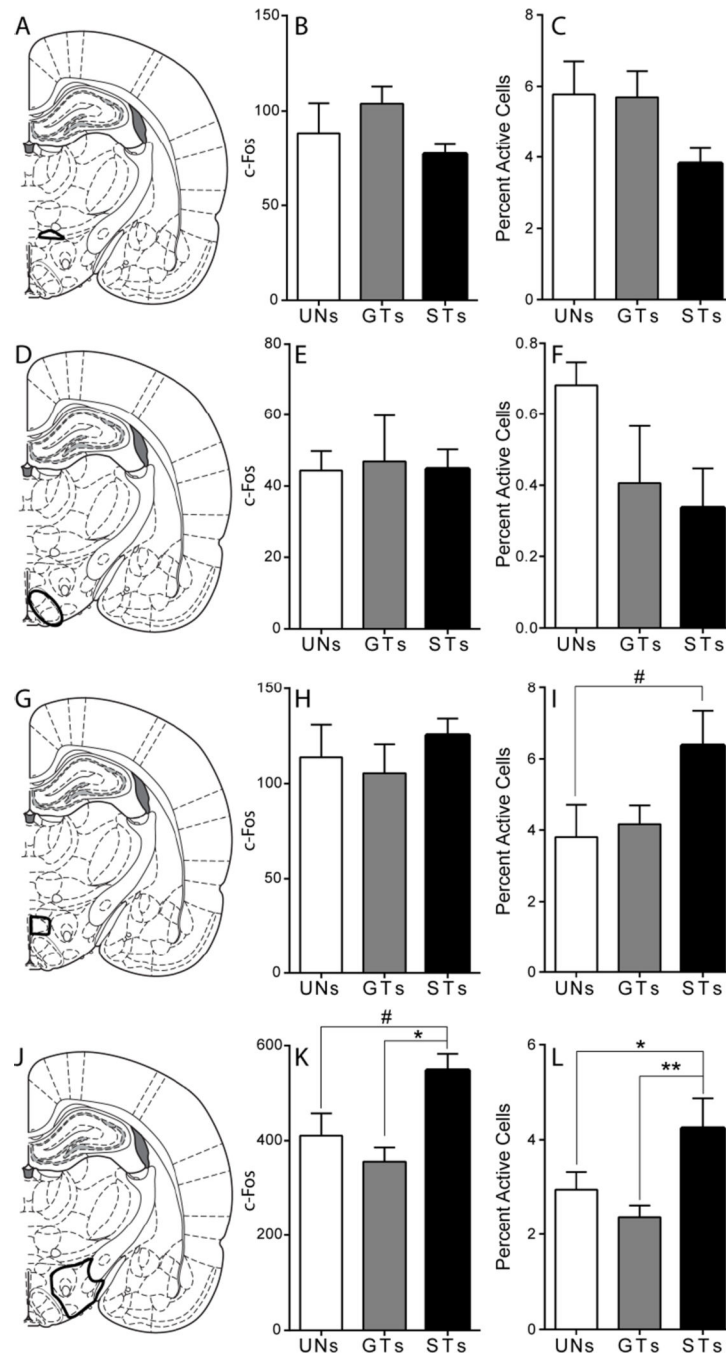 A
B
c-Fos
150
100
50
0
UNs GTs STs
C
Percent Active Cells
8
6
4
2
0
UNs GTs STs
D
E
c-Fos
80
60
40
20
0
UNs GTs STs
F
Percent Active Cells
0.8
0.6
0.4
0.2
0.0
UNs GTs STs
G
H
c-Fos
150
100
50
0
UNs GTs STs
I
Percent Active Cells
8
6
4
2
0
#
UNs GTs STs
J
K
c-Fos
600
400
200
0
#
*
UNs GTs STs
L
Percent Active Cells
6
4
2
0
*
**
UNs GTs STs